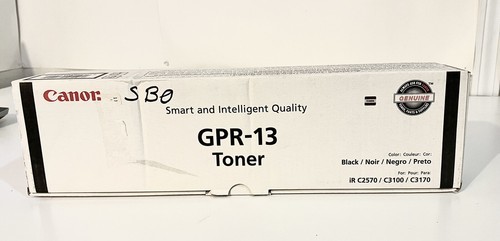 Canon SBO
Smart and Intelligent Quality
GENUINE
GPR-13
Toner
Color: Couleur: Cor:
Black / Noir / Negro / Preto
For: Pour: Para:
iR C2570 / C3100 / C3170